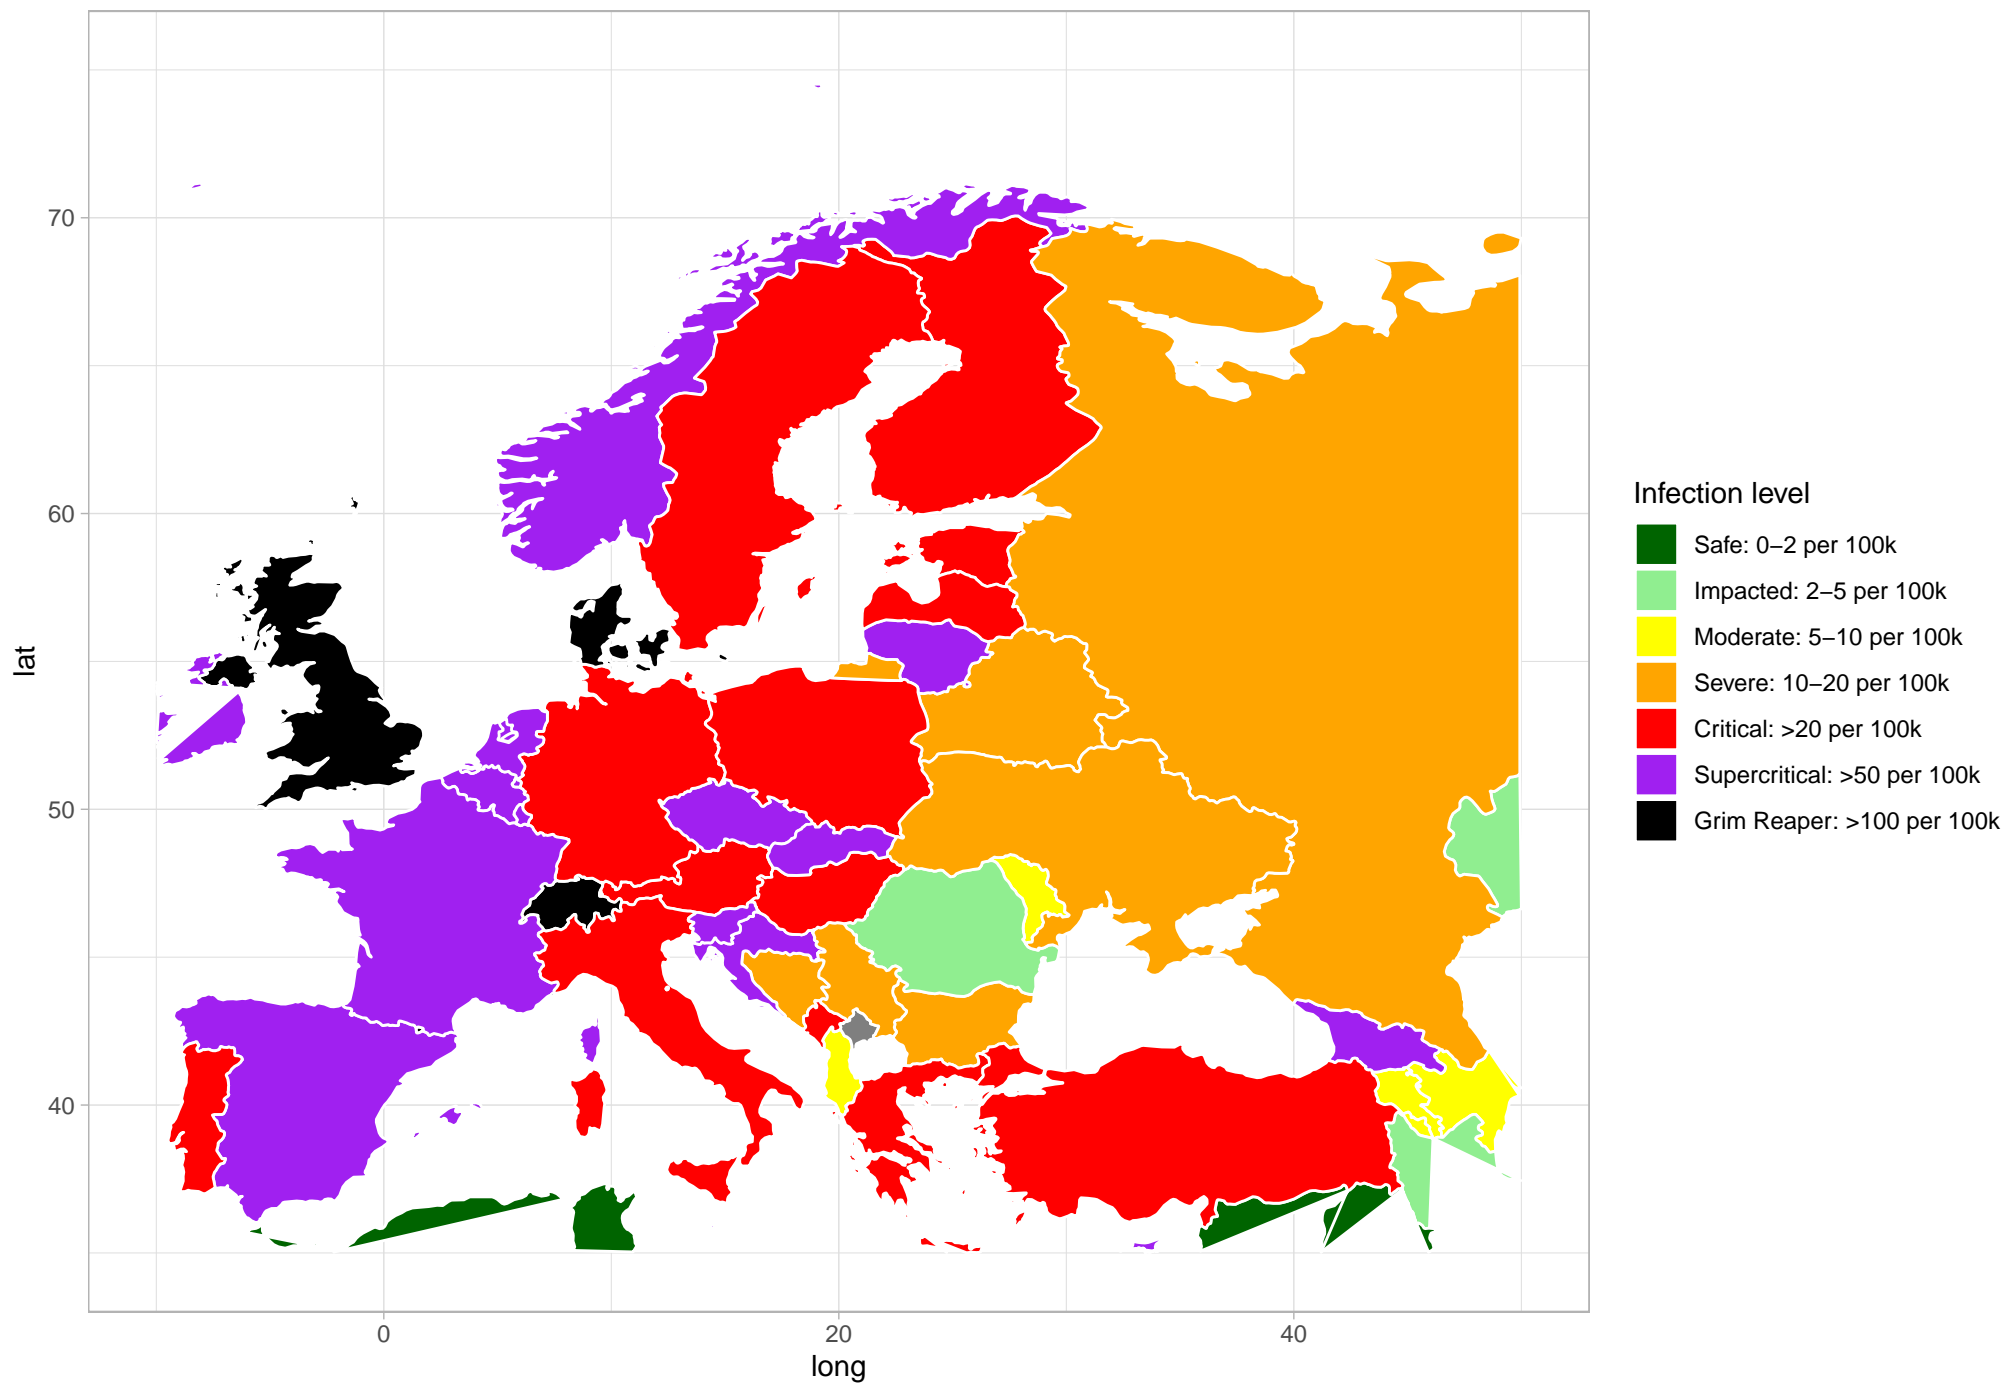 70
60
50
40
lat
0
20
40
long
Infection level
Safe: 0−2 per 100k
Impacted: 2−5 per 100k
Moderate: 5−10 per 100k
Severe: 10−20 per 100k
Critical: >20 per 100k
Supercritical: >50 per 100k
Grim Reaper: >100 per 100k